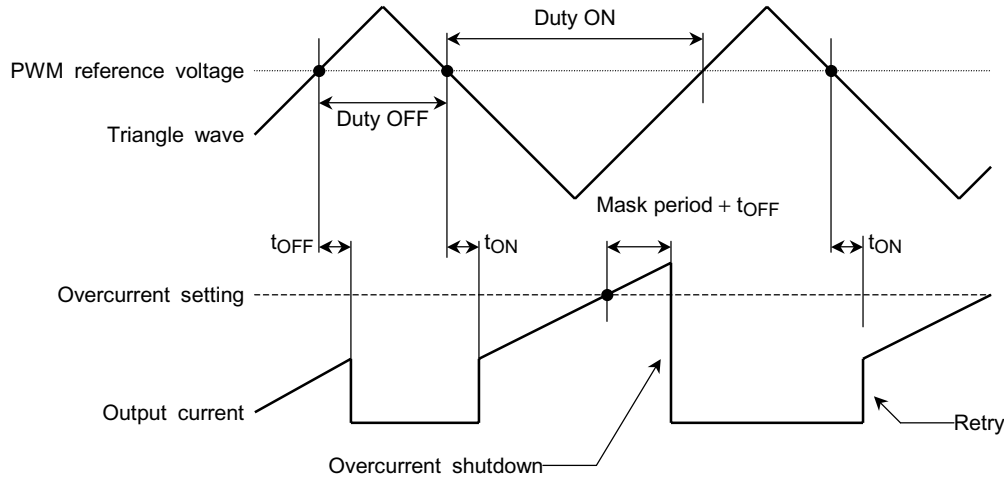 Duty ON
PWM reference voltage
Duty OFF
Triangle wave
Mask period + tOFF
tOFF
tON
tON
Overcurrent setting
Output current
Retry
Overcurrent shutdown